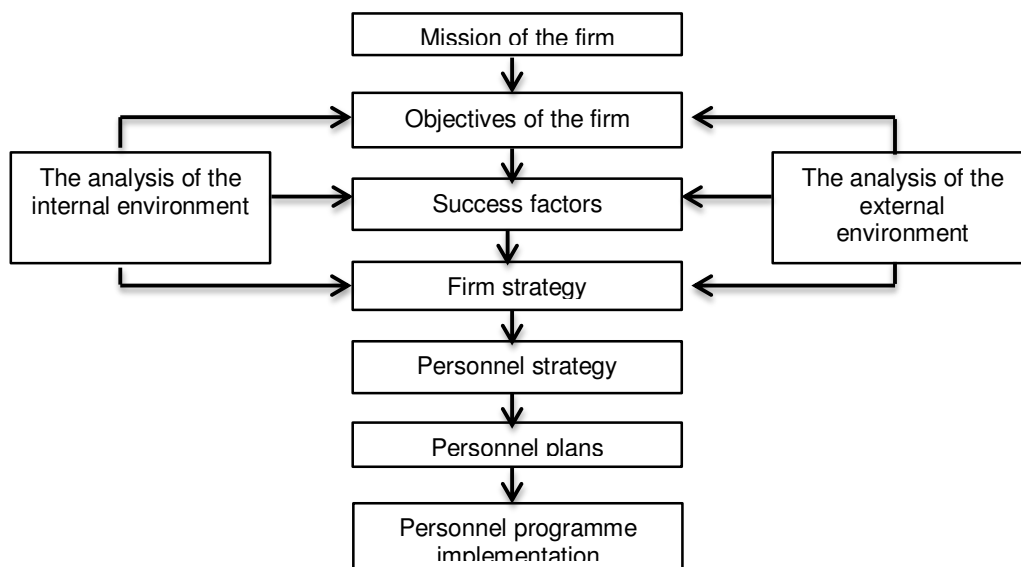 Mission of the firm
Objectives of the firm
The analysis of the
internal environment
Success factors
The analysis of the
external
environment
Firm strategy
Personnel strategy
Personnel plans
Personnel programme
implementation